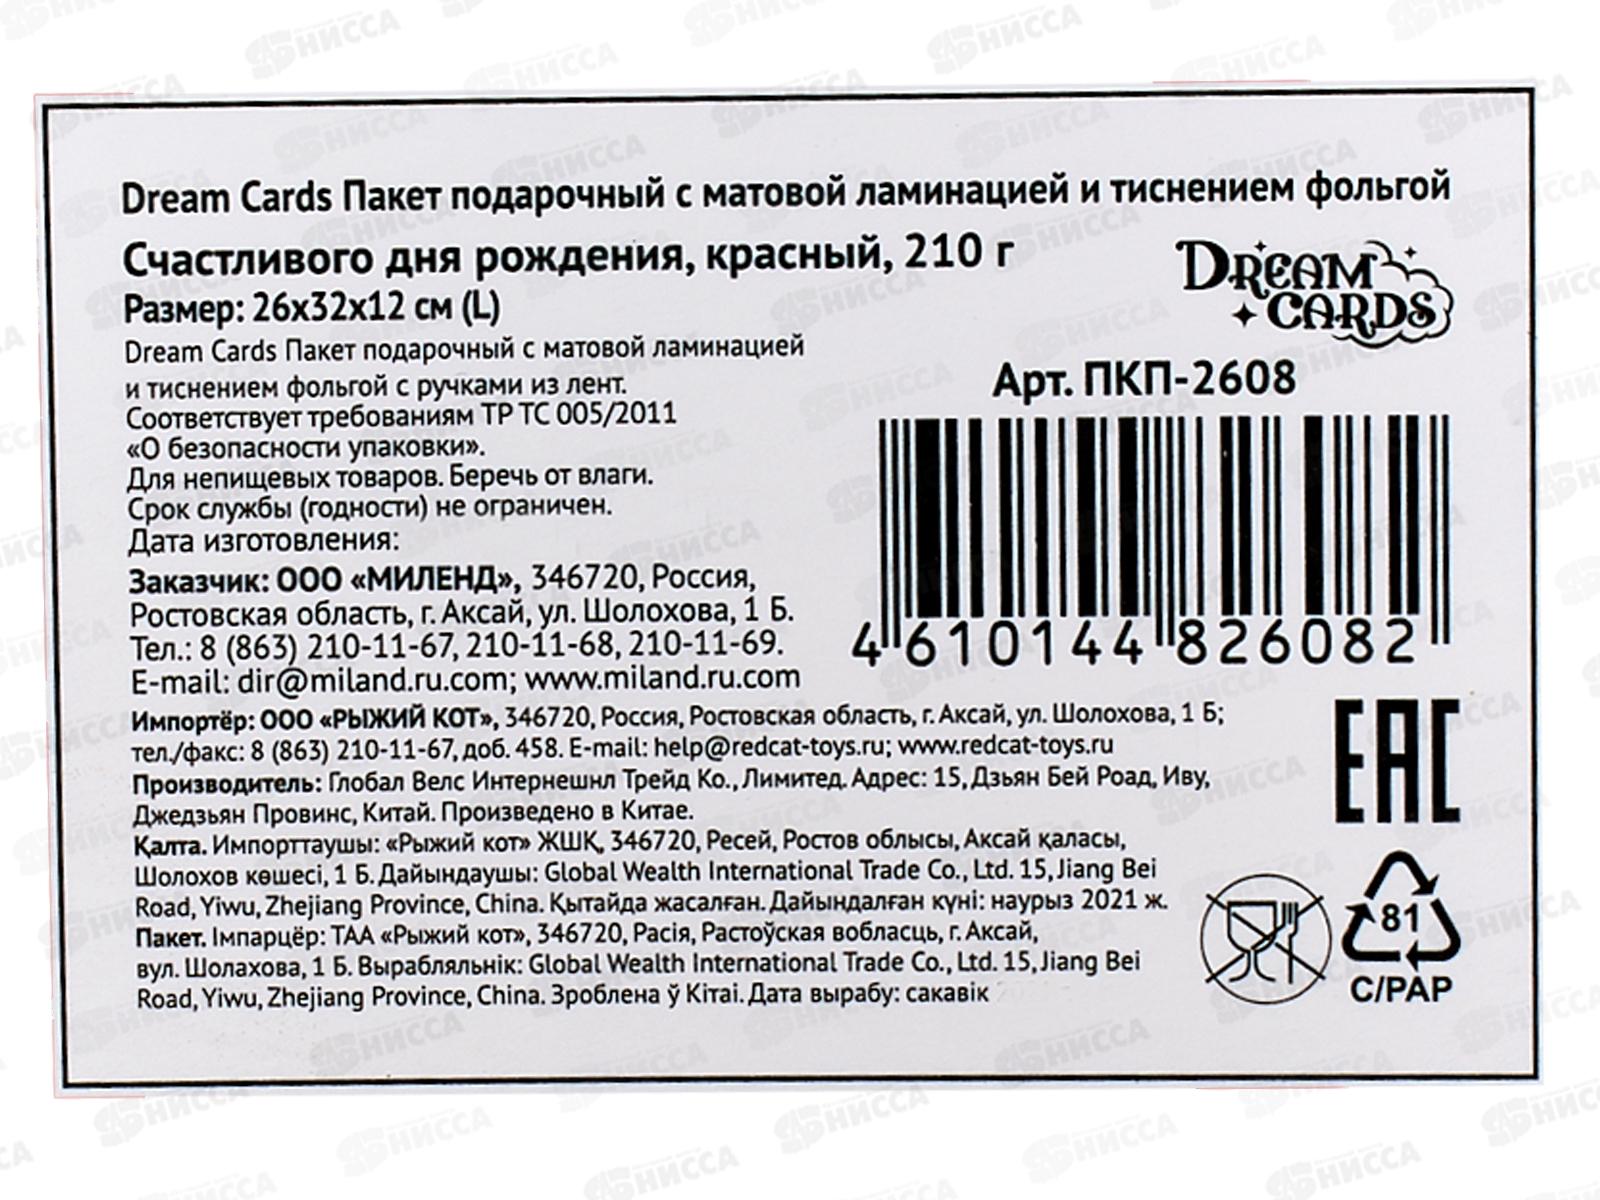 Dream Cards Пакет подарочный с матовой ламинацией и тиснением фольгой
Счастливого дня рождения, красный, 210 г
Размер: 26х32х12 см (L)
DREAM
CARDS
Dream Cards Пакет подарочный с матовой ламинацией
и тиснением фольгой с ручками из лент.
Соответствует требованиям ТР ТС 005/2011
«О безопасности упаковки».
Для непищевых товаров. Беречь от влаги.
Срок службы (годности) не ограничен.
Дата изготовления:
Арт. ПКП-2608
4 610144 826082
Заказчик: ООО «МИЛЕНД», 346720, Россия,
Ростовская область, г. Аксай, ул. Шолохова, 1 Б.
Тел.: 8 (863) 210-11-67, 210-11-68, 210-11-69.
E-mail: dir@miland.ru.com; www.miland.ru.com
Импортёр: ООО «РЫЖИЙ КОТ», 346720, Россия, Ростовская область, г. Аксай, ул. Шолохова, 1 Б;
тел./факс: 8 (863) 210-11-67, доб. 458. E-mail: help@redcat-toys.ru; www.redcat-toys.ru
Производитель: Глобал Велс Интернешнл Трейд Ко., Лимитед. Адрес: 15, Дзьян Бей Роад, Иву,
Джедзьян Провинс, Китай. Произведено в Китае.
Қалта. Импорттаушы: «Рыжий кот» ЖШҚ, 346720, Ресей, Ростов облысы, Аксай қаласы,
Шолохов көшесі, 1 Б. Дайындаушы: Global Wealth International Trade Co., Ltd. 15, Jiang Bei
Road, Yiwu, Zhejiang Province, China. Қытайда жасалған. Дайындалған күні: наурыз 2021 ж.
Пакет. Імпарцёр: ТАА «Рыжий кот», 346720, Расія, Растоўская вобласць, г. Аксай,
вул. Шолахова, 1 Б. Вырабляльнік: Global Wealth International Trade Co., Ltd. 15, Jiang Bei
Road, Yiwu, Zhejiang Province, China. Зроблена ў Кітаі. Дата вырабу: сакавік
EAC
81
C/PAP
НИССА